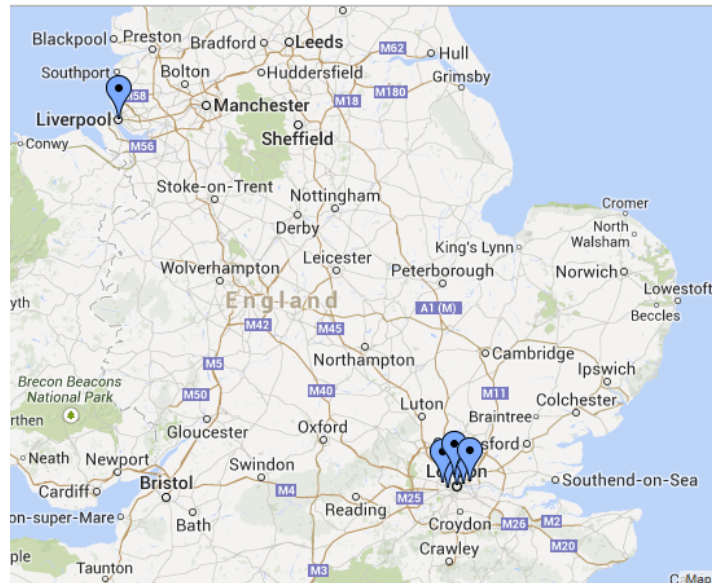 Blackpool
Preston
Bradford
Leeds
M62
Hull
Southport
Bolton
Huddersfield
Grimsby
M58
M180
M18
Liverpool
Manchester
Sheffield
Conwy
M56
Stoke-on-Trent
Nottingham
Derby
Cromer
North
Walsham
King's Lynn
Leicester
Wolverhampton
Peterborough
Norwich
England
Lowestoft
A1 (M)
Beccles
M42
M45
Northampton
Cambridge
M5
Ipswich
Brecon Beacons
National Park
M50
M40
M11
Colchester
Luton
Braintree
Gloucester
Oxford
Neath
Newport
Swindon
Southend-on-Sea
Cardiff
Bristol
M4
Reading
M25
on-super-Mare
Bath
Croydon
M26
M2
M20
Crawley
M3
Taunton